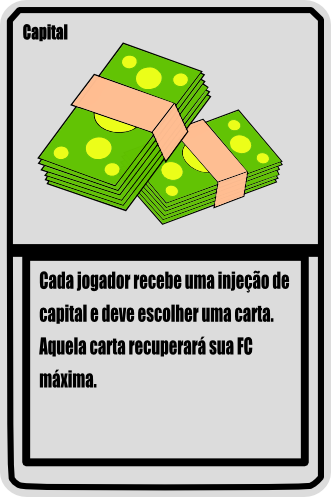 Capital
Cada jogador recebe uma injeção de
capital e deve escolher uma carta.
Aquela carta recuperará sua FC
máxima.